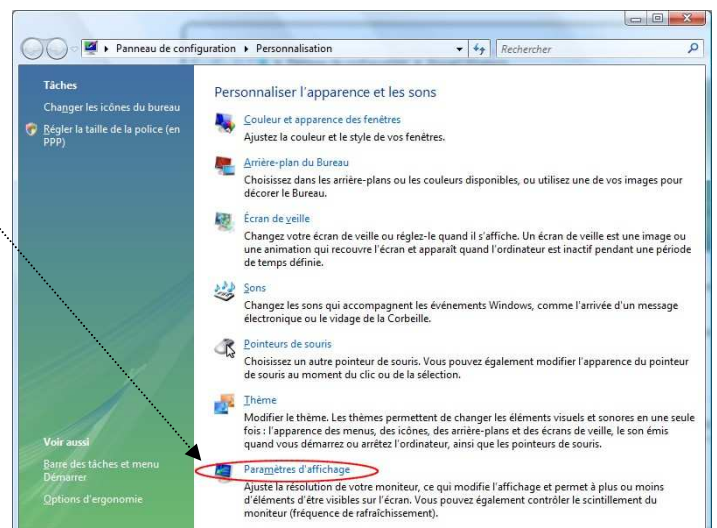 Panneau de configuration ▸ Personnalisation
Rechercher
Tâches
Changer les icônes du bureau
Régler la taille de la police (en
PPP)
Voir aussi
Barre des tâches et menu
Démarrer
Options d'ergonomie
Personnaliser l'apparence et les sons
Couleur et apparence des fenêtres
Ajustez la couleur et le style de vos fenêtres.
Arrière-plan du Bureau
Choisissez dans les arrière-plans ou les couleurs disponibles, ou utilisez une de vos images pour
décorer le Bureau.
Écran de veille
Changez votre écran de veille ou réglez-le quand il s'affiche. Un écran de veille est une image ou
une animation qui recouvre l'écran et apparaît quand l'ordinateur est inactif pendant une période
de temps définie.
Sons
Changez les sons qui accompagnent les événements Windows, comme l'arrivée d'un message
électronique ou le vidage de la Corbeille.
Pointeurs de souris
Choisissez un autre pointeur de souris. Vous pouvez également modifier l'apparence du pointeur
de souris au moment du clic ou de la sélection.
Thème
Modifier le thème. Les thèmes permettent de changer les éléments visuels et sonores en une seule
fois : l'apparence des menus, des icônes, des arrière-plans et des écrans de veille, le son émis
quand vous démarrez ou arrêtez l'ordinateur, ainsi que les pointeurs de souris.
Paramètres d'affichage
Ajuste la résolution de votre moniteur, ce qui modifie l'affichage et permet à plus ou moins
d'éléments d'être visibles sur l'écran. Vous pouvez également contrôler le scintillement du
moniteur (fréquence de rafraîchissement).